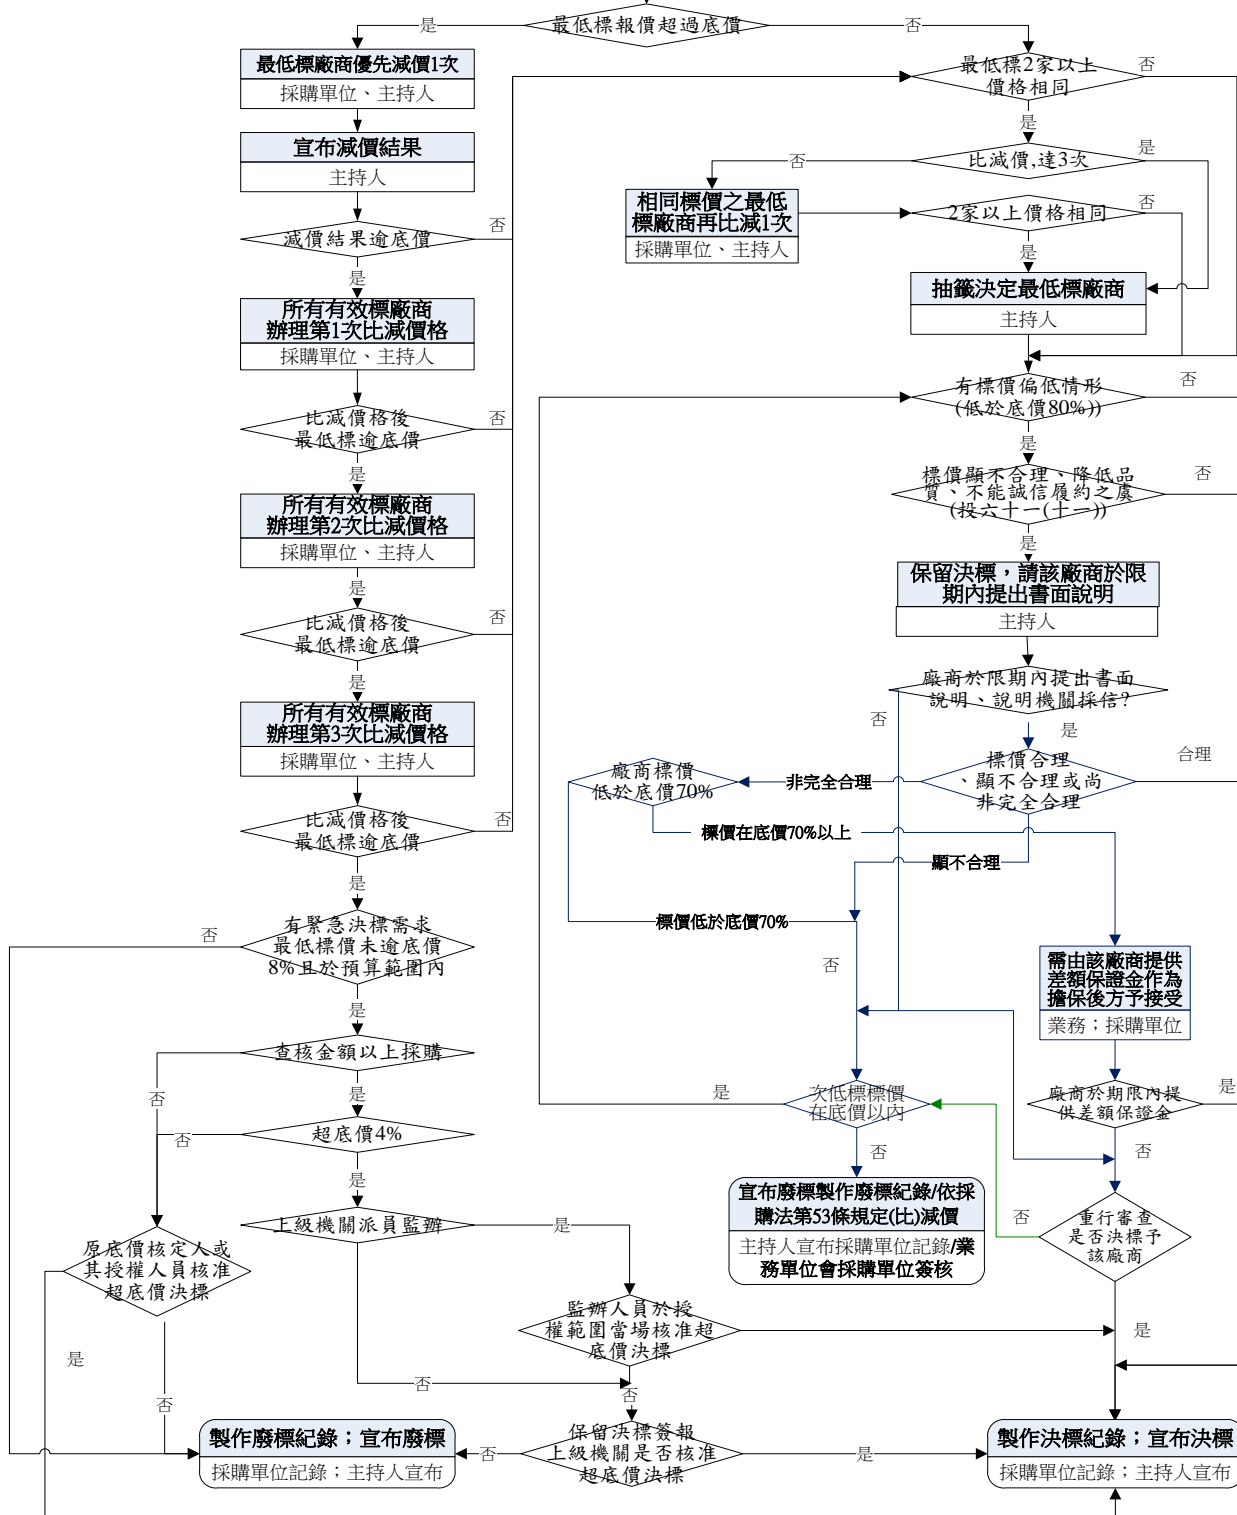 最低標報價超過底價
是
否
最低標廠商優先減價1次
採購單位、主持人
宣布減價結果
主持人
減價結果逾底價
否
是
所有有效標廠商
辦理第1次比減價格
採購單位、主持人
比減價格後
最低標逾底價
否
是
所有有效標廠商
辦理第2次比減價格
採購單位、主持人
比減價格後
最低標逾底價
否
是
所有有效標廠商
辦理第3次比減價格
採購單位、主持人
比減價格後
最低標逾底價
否
是
有緊急決標需求
最低標價未逾底價
8%且於預算範圍內
否
是
查核金額以上採購
否
是
超底價4%
否
是
上級機關派員監辦
是
否
原底價核定人或
其授權人員核准
超底價決標
是
否
監辦人員於授
權範圍當場核准超
底價決標
是
否
保留決標簽報
上級機關是否核准
超底價決標
否
是
製作廢標紀錄；宣布廢標
採購單位記錄；主持人宣布
最低標2家以上
價格相同
否
是
比減價,達3次
否
是
相同標價之最低
標廠商再比減1次
採購單位、主持人
2家以上價格相同
否
是
抽籤決定最低標廠商
主持人
有標價偏低情形
(低於底價80%))
否
是
標價顯不合理、降低品
質、不能誠信履約之虞
(投六十一(十一))
否
是
保留決標，請該廠商於限
期內提出書面說明
主持人
廠商於限期內提出書面
說明、說明機關採信?
否
是
標價合理
、顯不合理或尚
非完全合理
合理
非完全合理
顯不合理
廠商標價
低於底價70%
標價在底價70%以上
標價低於底價70%
否
需由該廠商提供
差額保證金作為
擔保後方予接受
業務；採購單位
廠商於期限內提
供差額保證金
是
否
次低標標價
在底價以內
是
否
宣布廢標製作廢標紀錄/依採
購法第53條規定(比)減價
主持人宣布採購單位記錄/業
務單位會採購單位簽核
重行審查
是否決標予
該廠商
否
製作決標紀錄；宣布決標
採購單位記錄；主持人宣布